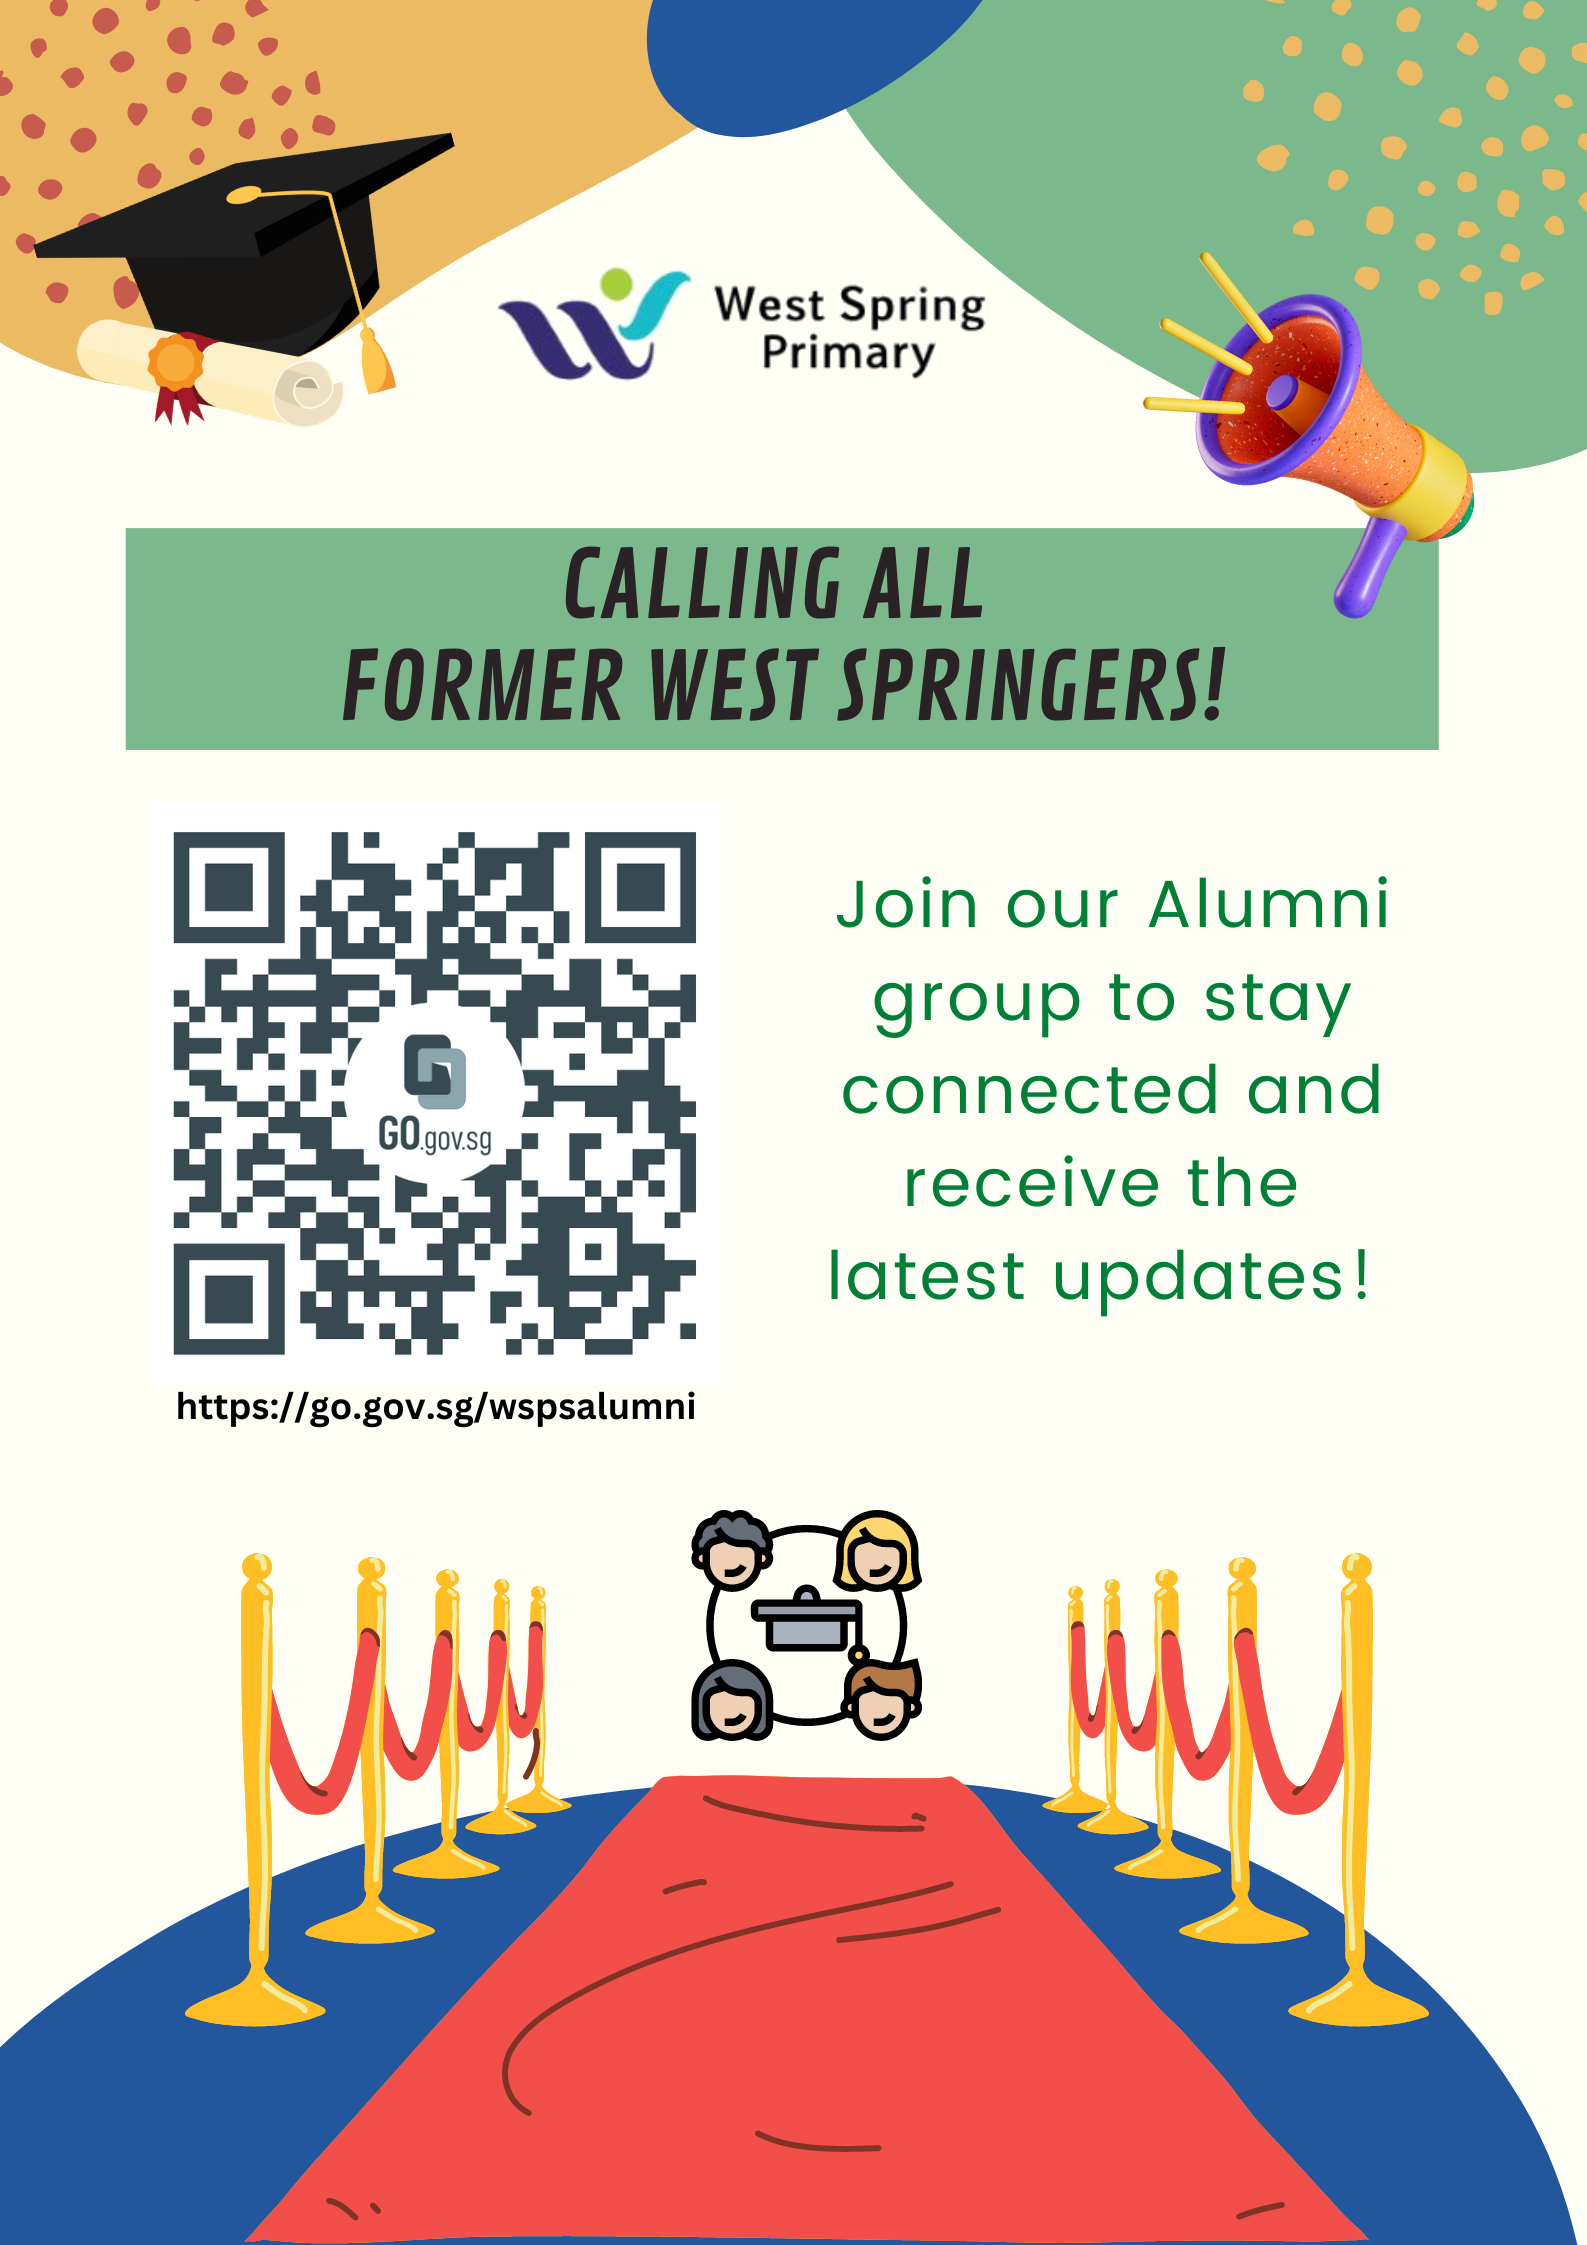 West Spring
Primary
CALLING ALL
FORMER WEST SPRINGERS!
Join our Alumni
group to stay
connected and
receive the
latest updates!
GO.gov.sg
https://go.gov.sg/wspsalumni